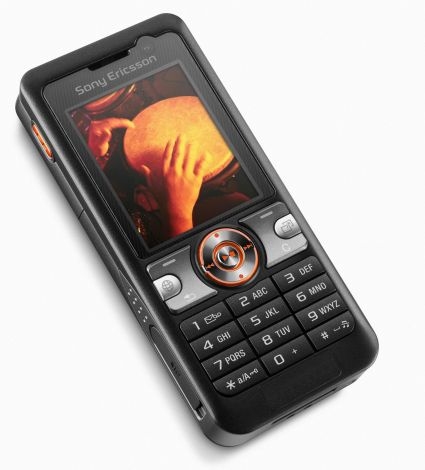 Sony Ericsson
C
1
2 ABC
3 DEF
4 GHI
5 JKL
6 MNO
7 PQRS
8 TUV
9 WXYZ
* a/A
0 +
#